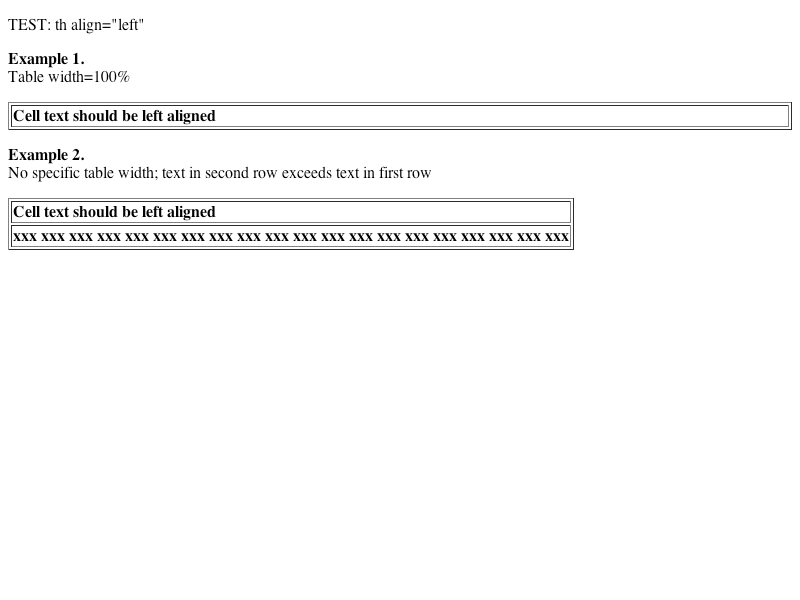 TEST: th align="left"
Example 1.
Table width=100%
Cell text should be left aligned
Example 2.
No specific table width; text in second row exceeds text in first row
Cell text should be left aligned
xxx xxx xxx xxx xxx xxx xxx xxx xxx xxx xxx xxx xxx xxx xxx xxx xxx xxx xxx xxx